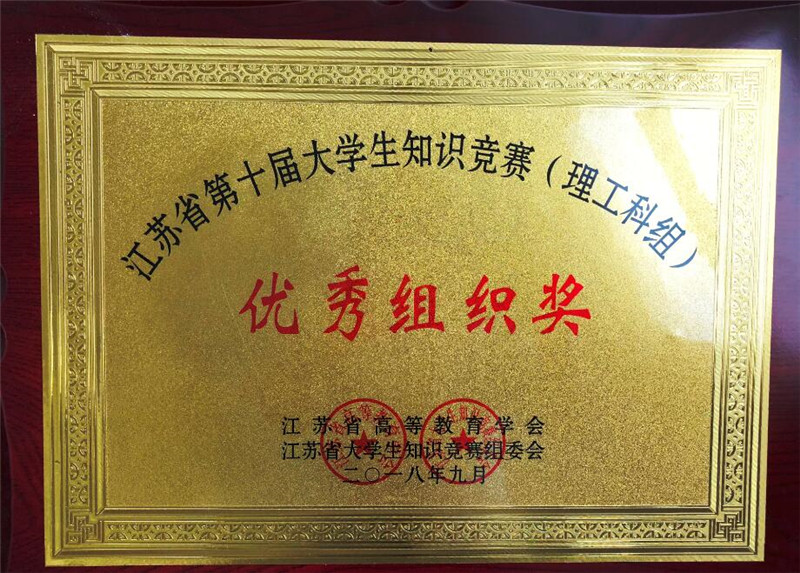 江苏省第十届大学生知识竞赛（理工科组）
优秀组织奖
江苏省高等教育学会
江苏省大学生知识竞赛组委会
二〇一八年九月